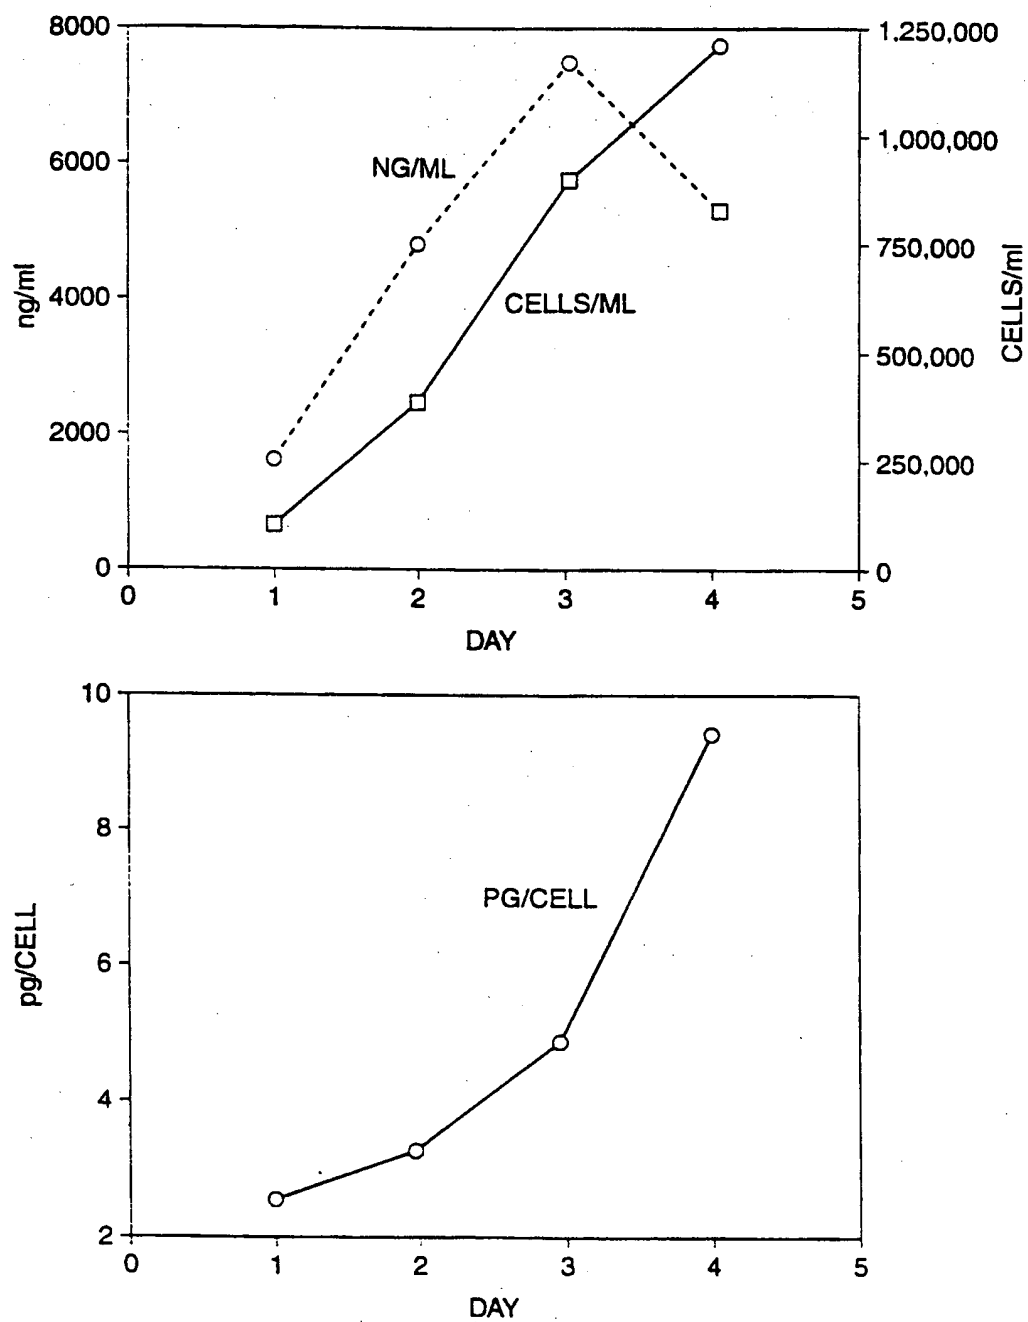 8000
6000
4000
2000
0
ng/ml
1,250,000
1,000,000
750,000
500,000
250,000
0
CELLS/ml
NG/ML
CELLS/ML
0 1 2 3 4 5
DAY
10
8
6
4
2
pg/CELL
PG/CELL
0 1 2 3 4 5
DAY